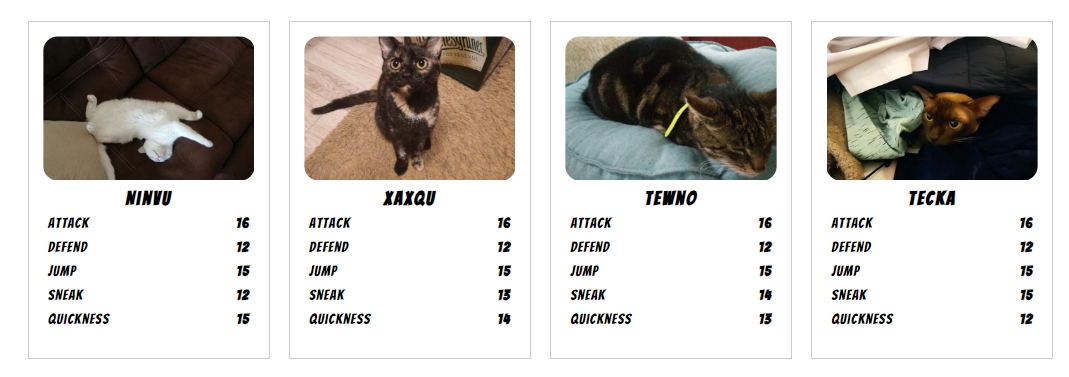 NINVU
ATTACK 16
DEFEND 12
JUMP 15
SNEAK 12
QUICKNESS 15
XAXQU
ATTACK 16
DEFEND 12
JUMP 15
SNEAK 13
QUICKNESS 14
TEWNO
ATTACK 16
DEFEND 12
JUMP 15
SNEAK 14
QUICKNESS 13
TECKA
ATTACK 16
DEFEND 12
JUMP 15
SNEAK 15
QUICKNESS 12